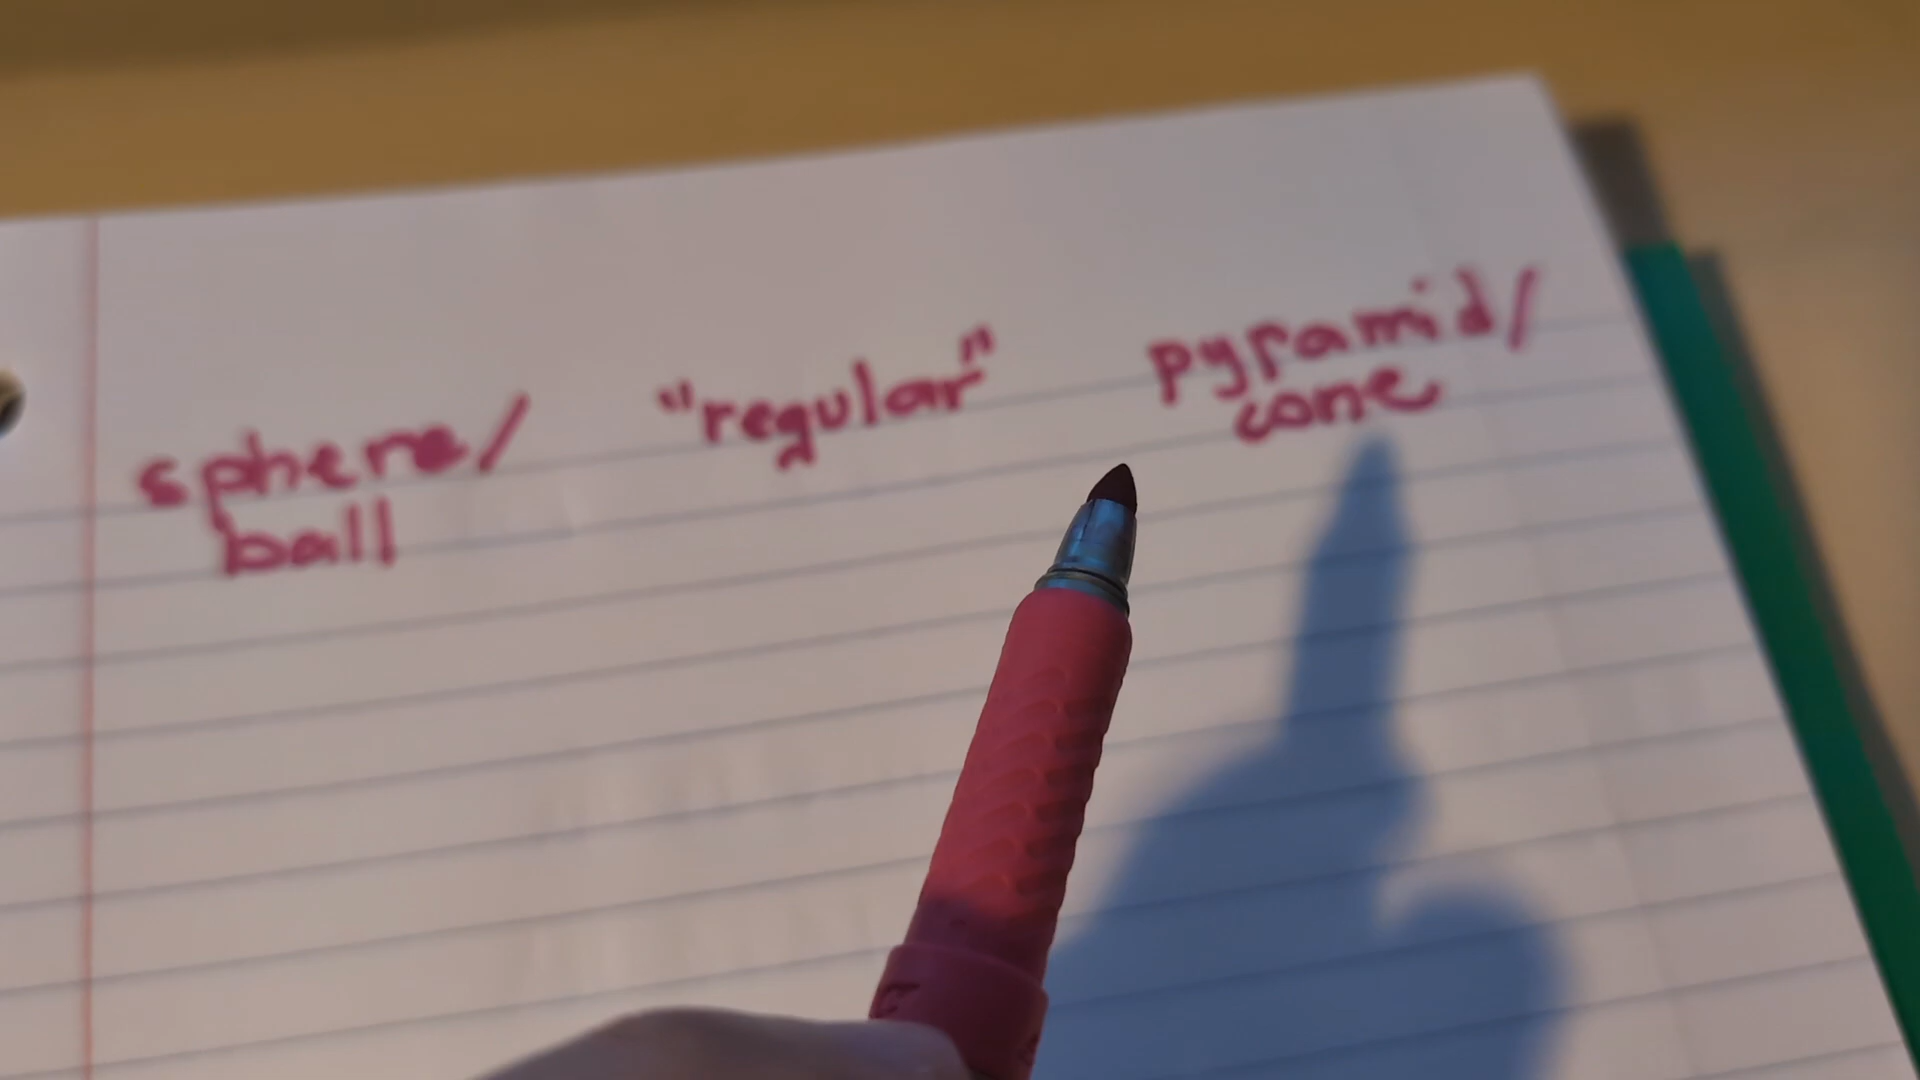 sphere/
ball
"regular"
pyramid/
cone